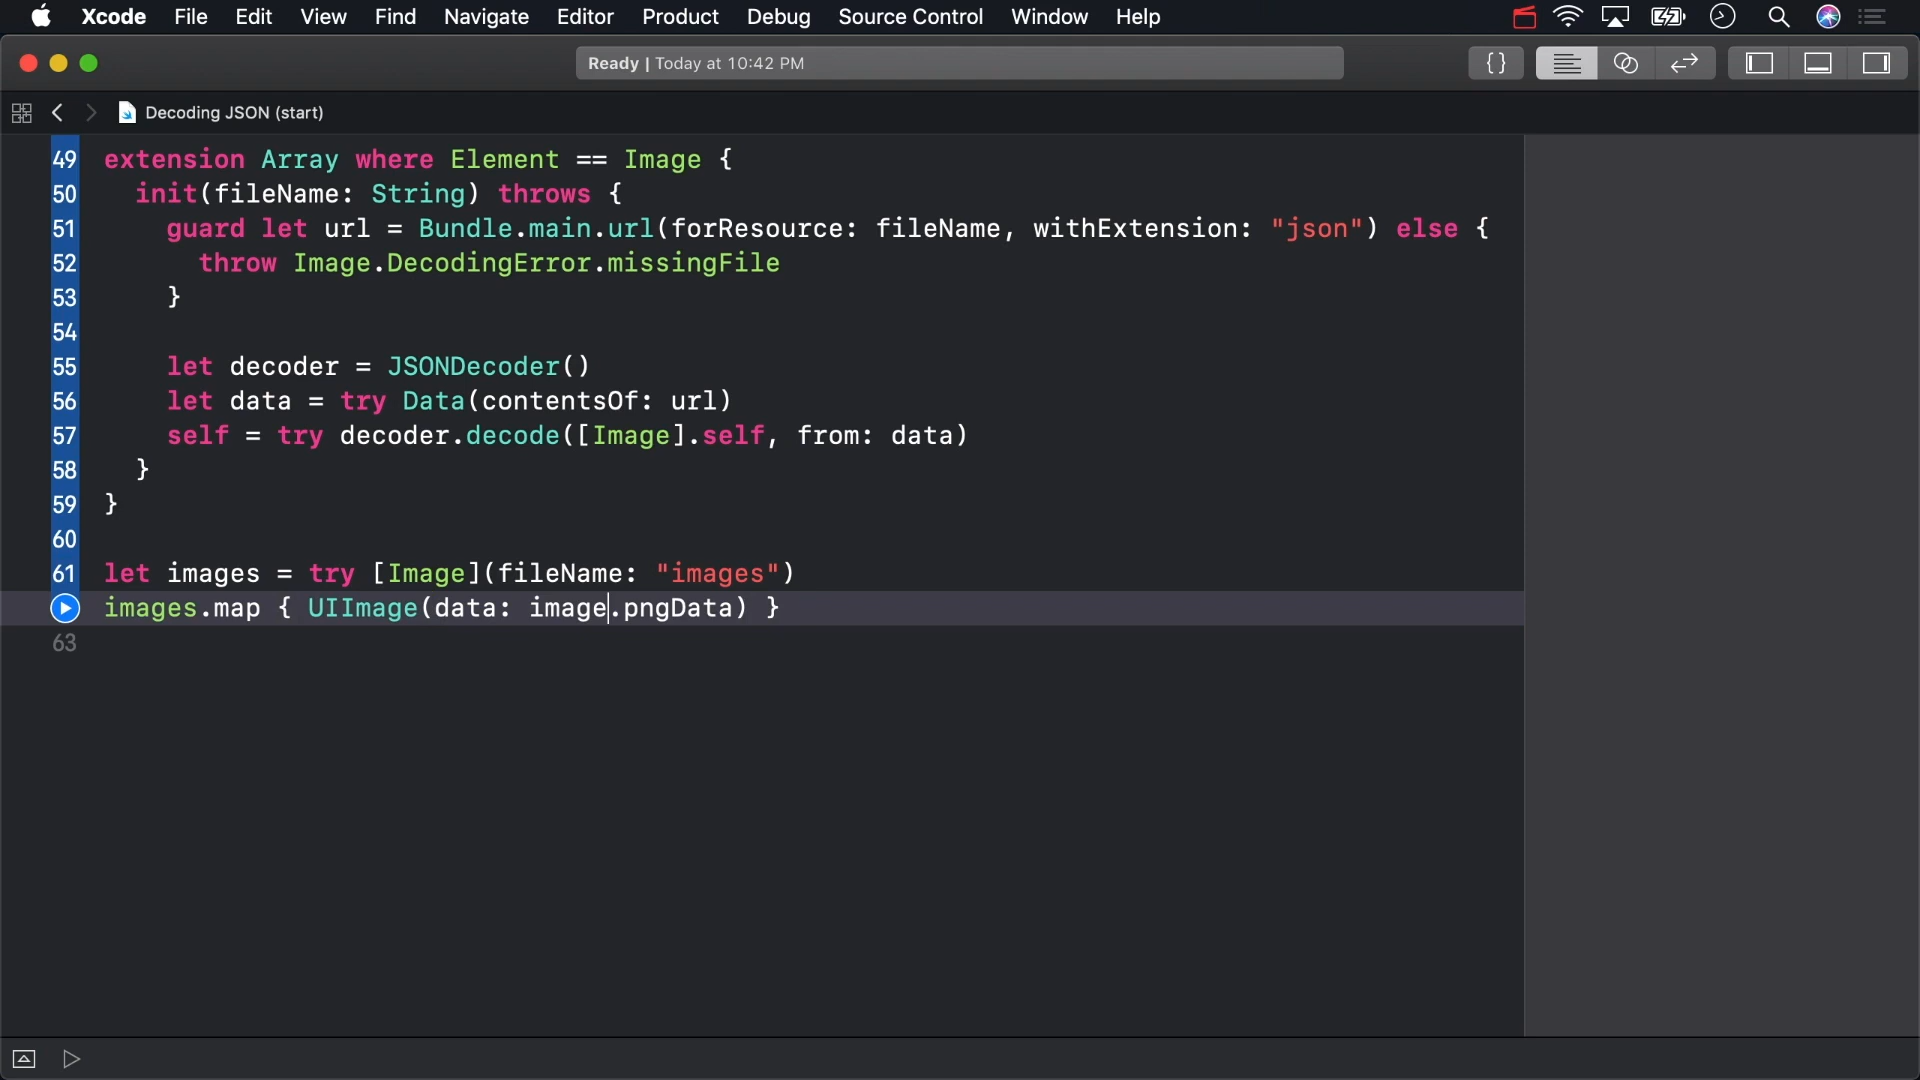 Xcode File Edit View Find Navigate Editor Product Debug Source Control Window Help
Ready | Today at 10:42 PM
{}
Decoding JSON (start)
49 extension Array where Element == Image {
50 init(fileName: String) throws {
51 guard let url = Bundle.main.url(forResource: fileName, withExtension: "json") else {
52 throw Image.DecodingError.missingFile
53 }
54
55 let decoder = JSONDecoder()
56 let data = try Data(contentsOf: url)
57 self = try decoder.decode([Image].self, from: data)
58 }
59 }
60
61 let images = try [Image](fileName: "images")
images.map { UIImage(data: image.pngData) }
63